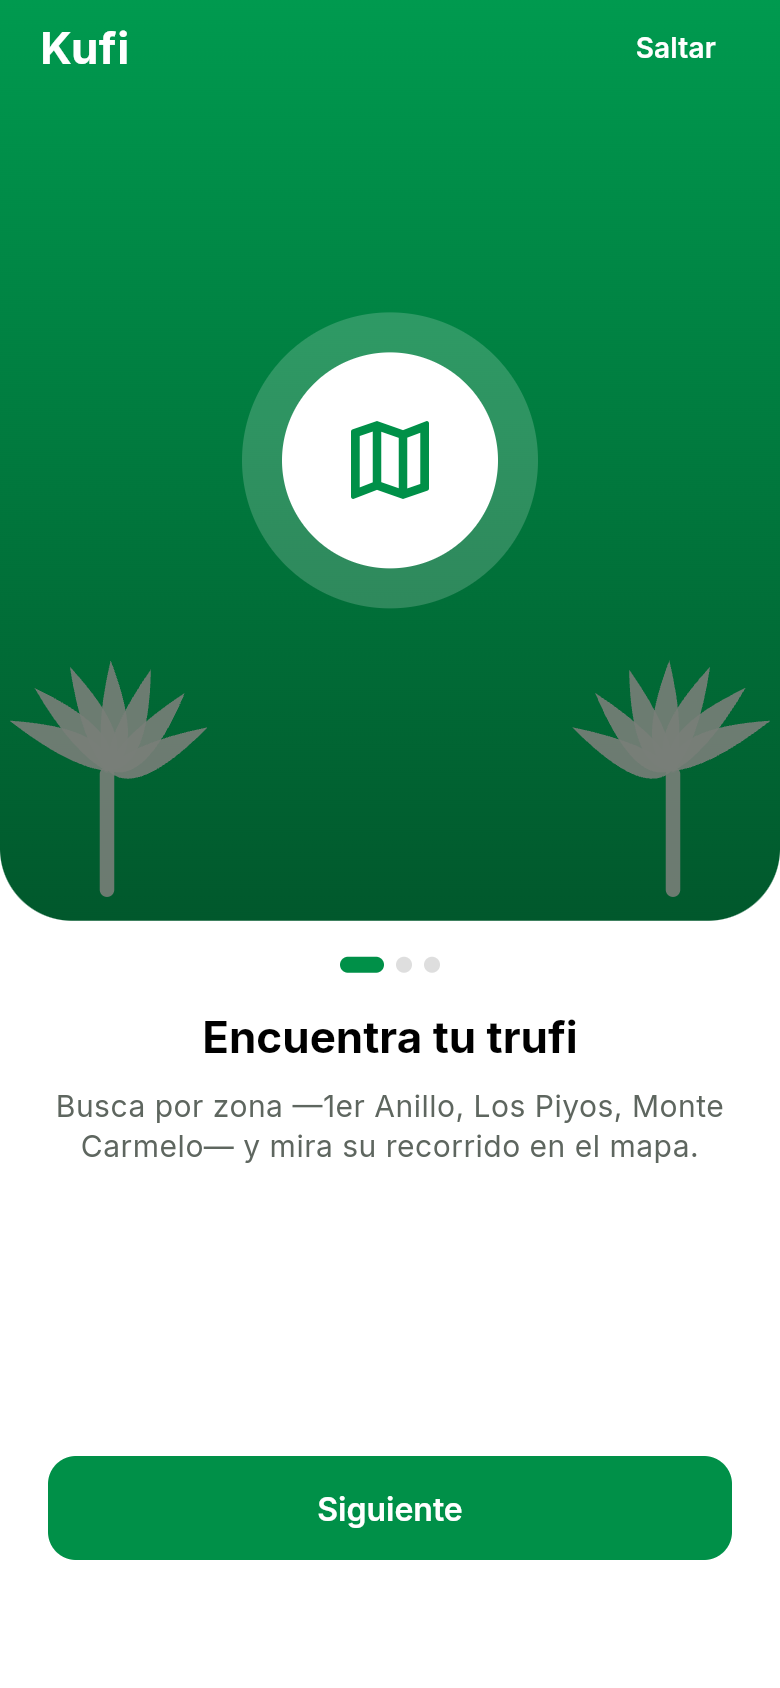 Kufi
Saltar
Encuentra tu trufi
Busca por zona —1er Anillo, Los Piyos, Monte
Carmelo— y mira su recorrido en el mapa.
Siguiente